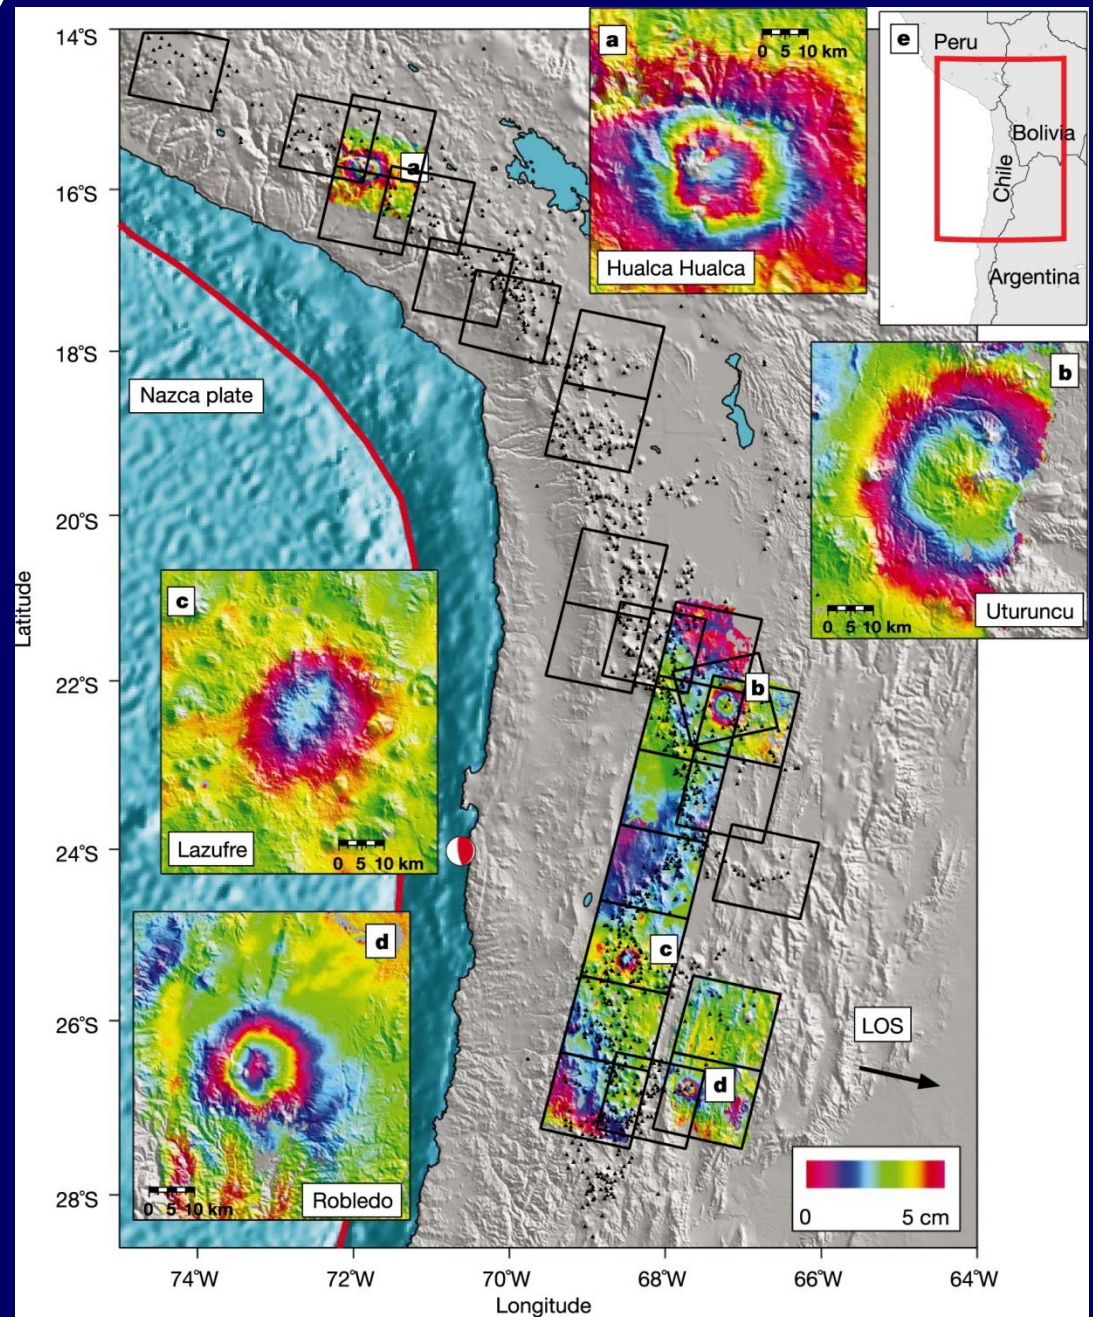 14°S
16°S
18°S
20°S
22°S
24°S
26°S
28°S
Latitude
74°W
72°W
70°W
68°W
66°W
64°W
Longitude
Nazca plate
a
0 5 10 km
Hualca Hualca
e
Peru
Bolivia
Chile
Argentina
b
0 5 10 km
Uturuncu
c
Lazufre
0 5 10 km
d
0 5 10 km
Robledo
a
b
c
d
LOS
0 5 cm